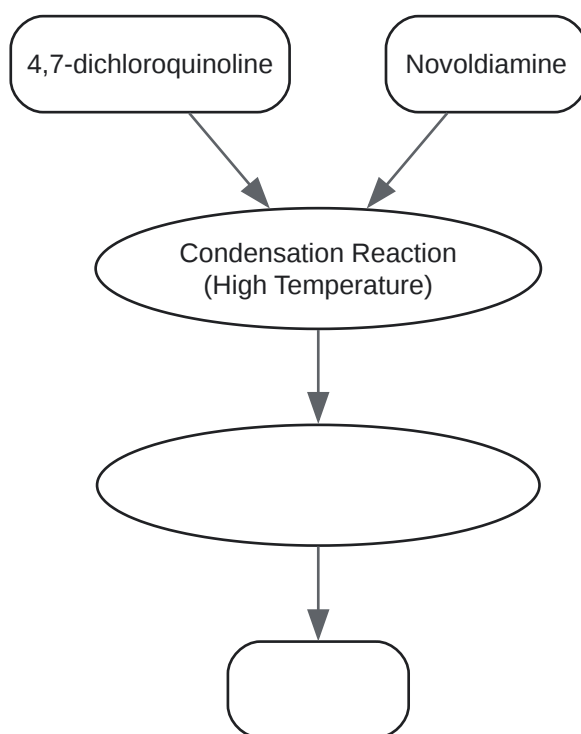 4,7-dichloroquinoline
Novoldiamine
Condensation Reaction
(High Temperature)